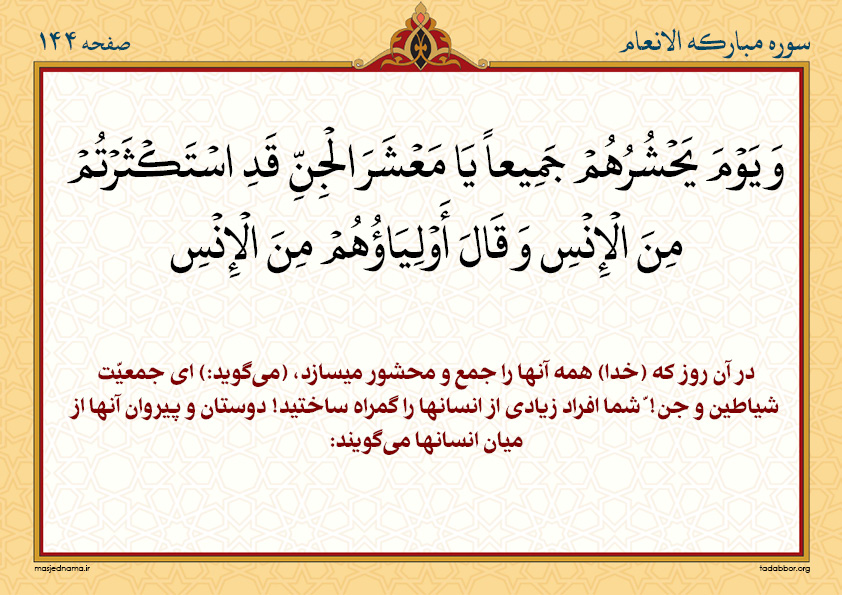 سوره مبارکه الانعام
صفحه ۱۴۴
وَ يَوْمَ يَحْشُرُهُمْ جَمِيعاً يَا مَعْشَرَ الْجِنِّ قَدِ اسْتَكْثَرْتُمْ
مِنَ الْإِنْسِ وَ قَالَ أَوْلِيَاؤُهُمْ مِنَ الْإِنْسِ
در آن روز که (خدا) همه آنها را جمع و محشور میسازد، (می‌گوید:) ای جمعیّت
شیاطین و جن! ّشما افراد زیادی از انسانها را گمراه ساختید! دوستان و پیروان آنها از
میان انسانها می‌گویند:
masjednama.ir
tadabbor.org